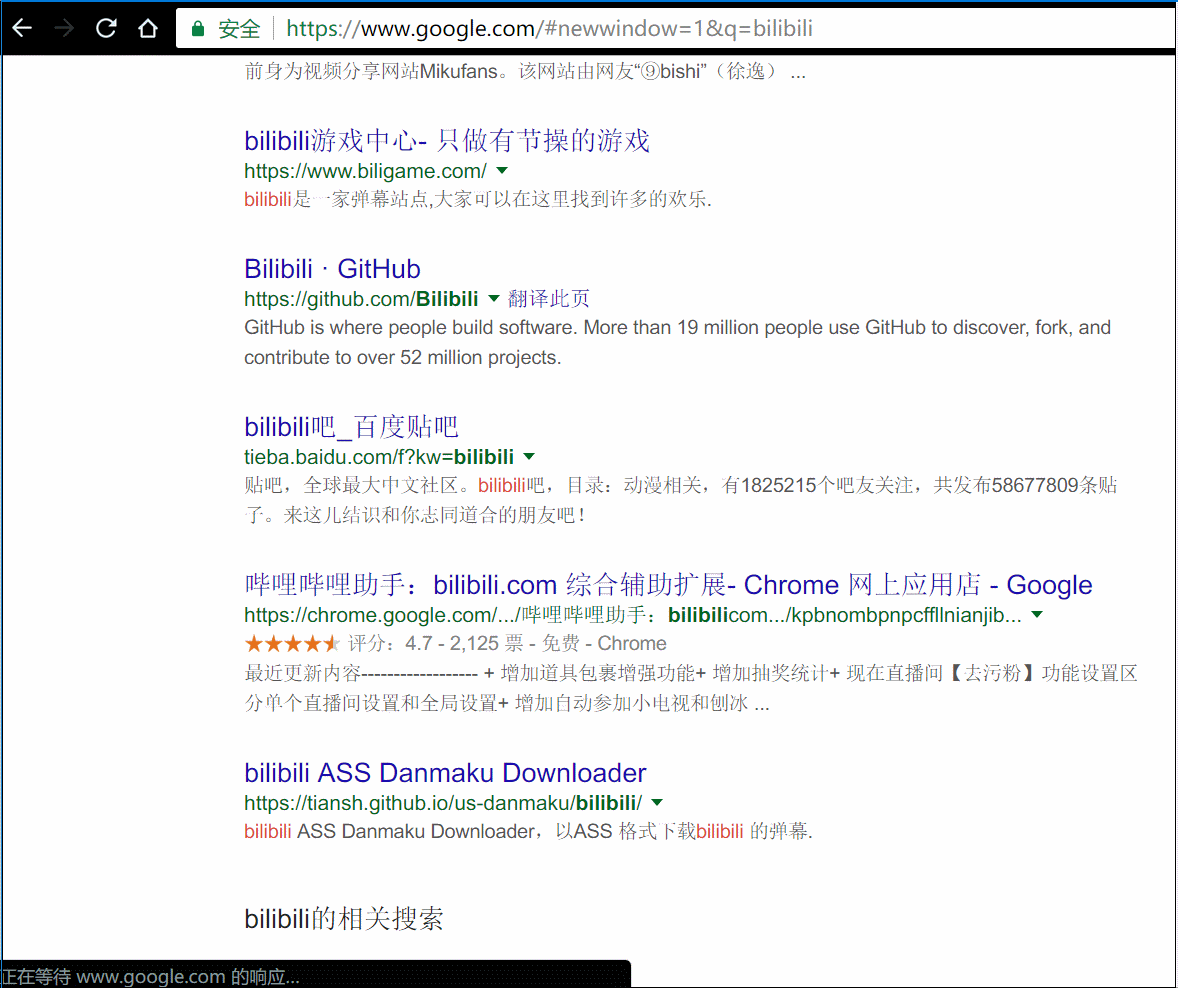 安全 https://www.google.com/#newwindow=1&q=bilibili
前身为视频分享网站Mikufans。该网站由网友“⑨bishi”（徐逸） ...
bilibili游戏中心- 只做有节操的游戏
https://www.biligame.com/
bilibili是一家弹幕站点,大家可以在这里找到许多的欢乐.
Bilibili · GitHub
https://github.com/Bilibili 翻译此页
GitHub is where people build software. More than 19 million people use GitHub to discover, fork, and
contribute to over 52 million projects.
bilibili吧_百度贴吧
tieba.baidu.com/f?kw=bilibili
贴吧，全球最大中文社区。bilibili吧，目录：动漫相关，有1825215个吧友关注，共发布58677809条贴
子。来这儿结识和你志同道合的朋友吧！
哔哩哔哩助手：bilibili.com 综合辅助扩展- Chrome 网上应用店 - Google
https://chrome.google.com/.../哔哩哔哩助手：bilibilicom.../kpbnombpnpcffllnianjib...
评分：4.7 - 2,125 票 - 免费 - Chrome
最近更新内容------------------ + 增加道具包裹增强功能+ 增加抽奖统计+ 现在直播间【去污粉】功能设置区
分单个直播间设置和全局设置+ 增加自动参加小电视和刨冰 ...
bilibili ASS Danmaku Downloader
https://tiansh.github.io/us-danmaku/bilibili/
bilibili ASS Danmaku Downloader，以ASS 格式下载bilibili 的弹幕.
bilibili的相关搜索
正在等待 www.google.com 的响应...